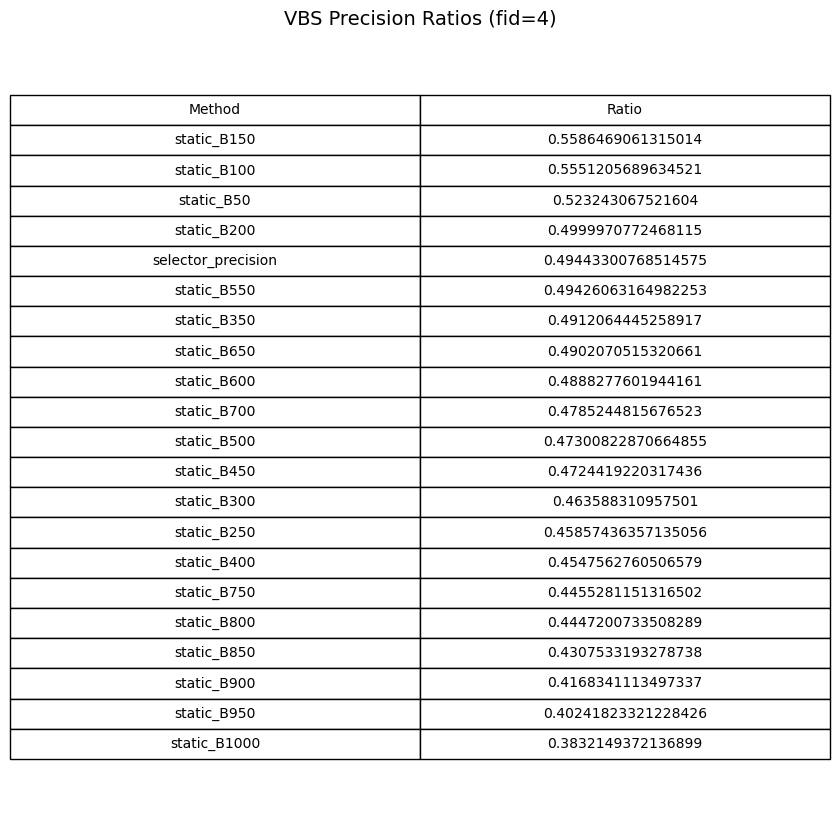 VBS Precision Ratios (fid=4)
Method Ratio
static_B150 0.5586469061315014
static_B100 0.5551205689634521
static_B50 0.523243067521604
static_B200 0.4999970772468115
selector_precision 0.49443300768514575
static_B550 0.49426063164982253
static_B350 0.4912064445258917
static_B650 0.4902070515320661
static_B600 0.4888277601944161
static_B700 0.4785244815676523
static_B500 0.47300822870664855
static_B450 0.4724419220317436
static_B300 0.463588310957501
static_B250 0.45857436357135056
static_B400 0.4547562760506579
static_B750 0.4455281151316502
static_B800 0.4447200733508289
static_B850 0.4307533193278738
static_B900 0.4168341113497337
static_B950 0.40241823321228426
static_B1000 0.3832149372136899